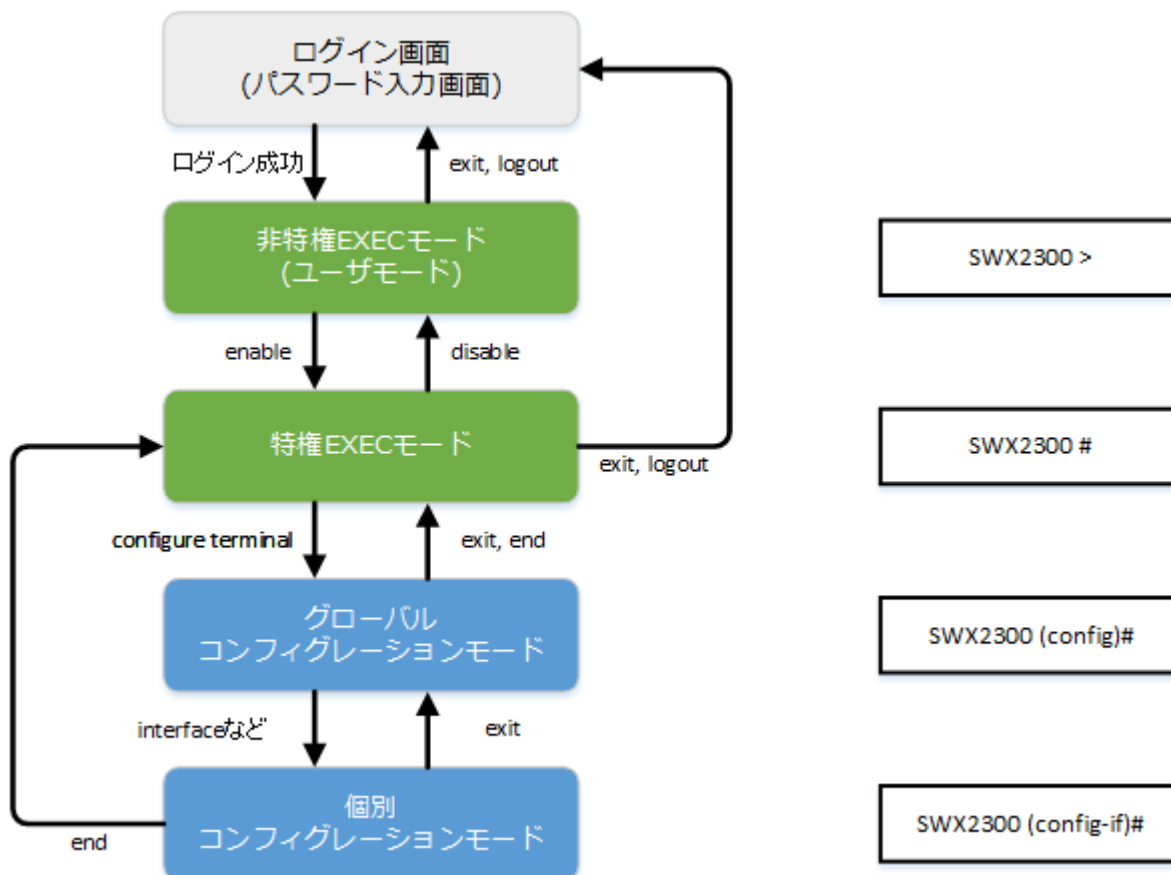 ログイン画面
(パスワード入力画面)
ログイン成功
exit, logout
非特権EXECモード
(ユーザモード)
SWX2300 >
enable
disable
特権EXECモード
SWX2300 #
exit, logout
configure terminal
exit, end
グローバル
コンフィグレーションモード
SWX2300 (config)#
interfaceなど
exit
個別
コンフィグレーションモード
SWX2300 (config-if)#
end